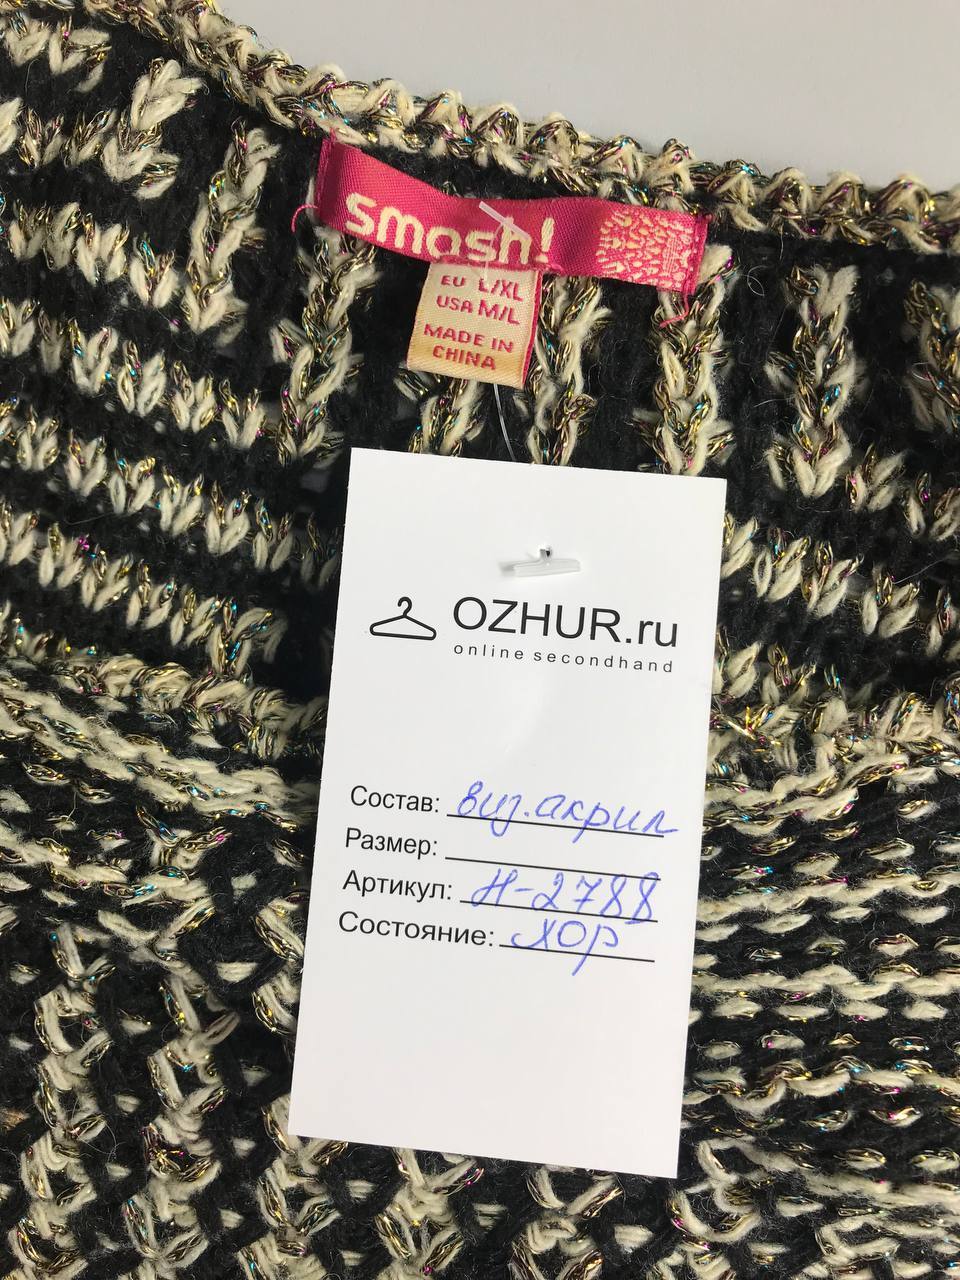 smash!
EU L/XL
USA M/L
MADE IN
CHINA
OZHUR.ru
online secondhand
Состав: виз. акрил
Размер:
Артикул: Н-2788
Состояние: хор